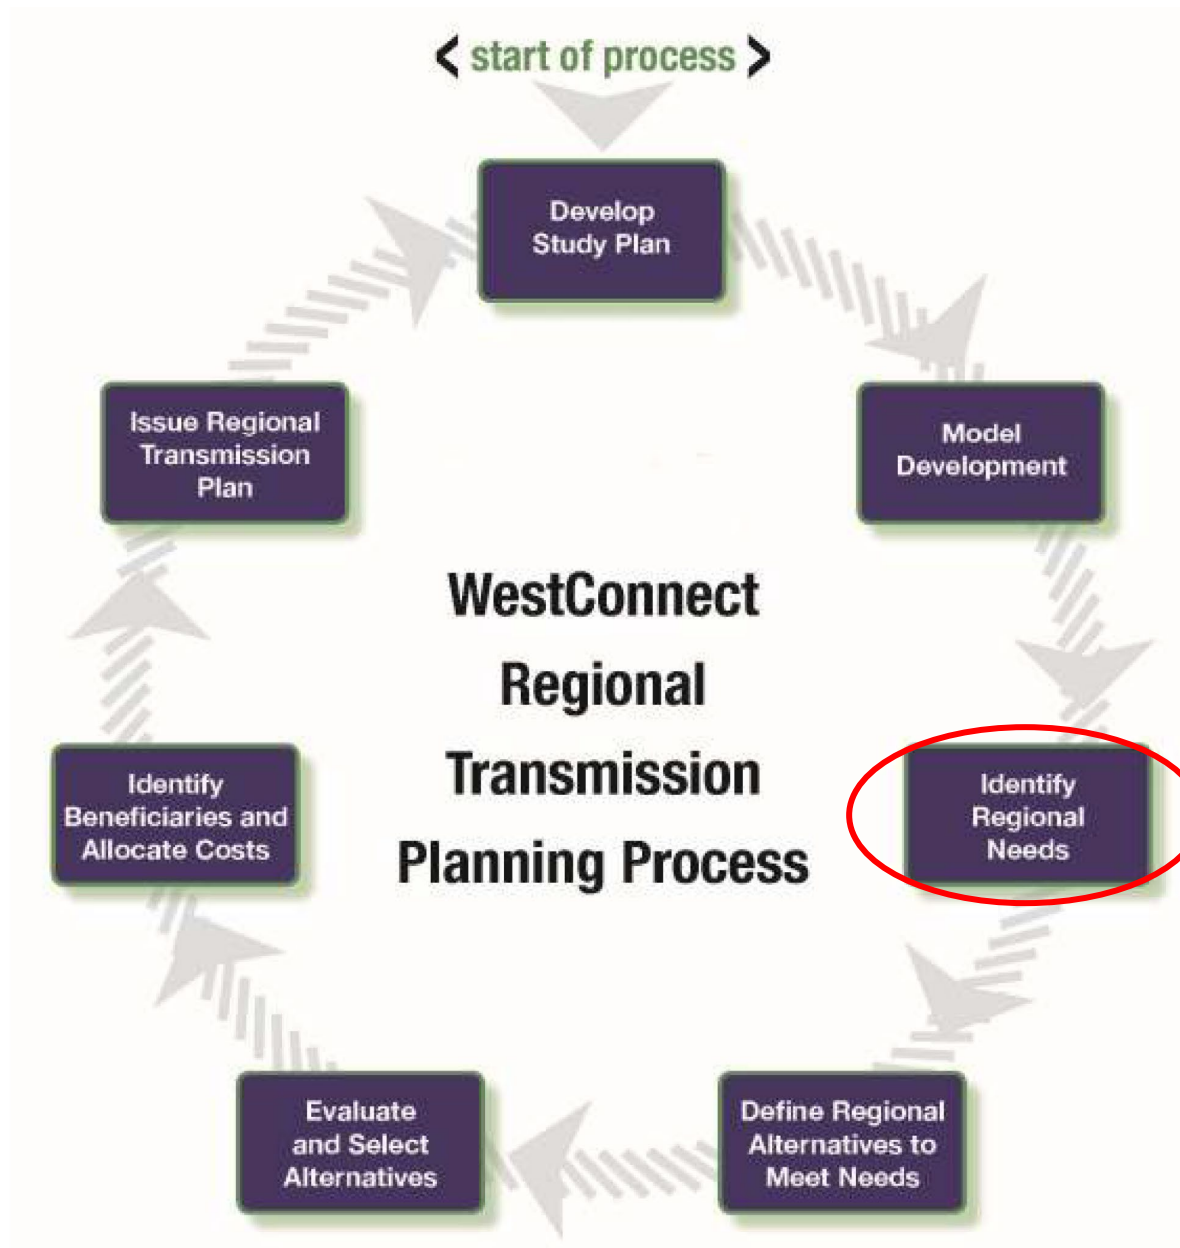 < start of process >
Develop
Study Plan
Model
Development
Identify
Regional
Needs
Define Regional
Alternatives to
Meet Needs
Evaluate
and Select
Alternatives
Identify
Beneficiaries and
Allocate Costs
Issue Regional
Transmission
Plan
WestConnect
Regional
Transmission
Planning Process